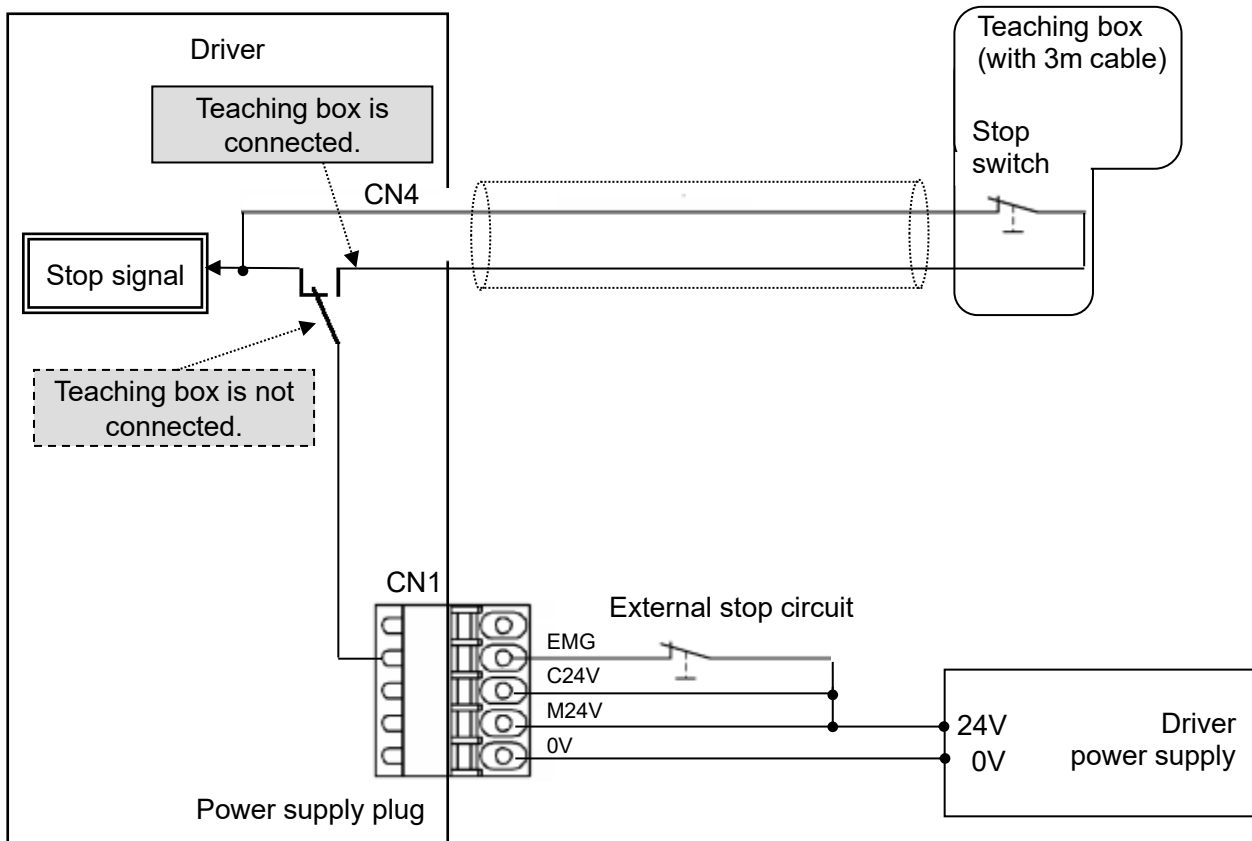 Driver
Teaching box is
connected.
Teaching box
(with 3m cable)
Stop
switch
CN4
Stop signal
Teaching box is not
connected.
CN1
External stop circuit
EMG
C24V
M24V
0V
24V
0V
Driver
power supply
Power supply plug